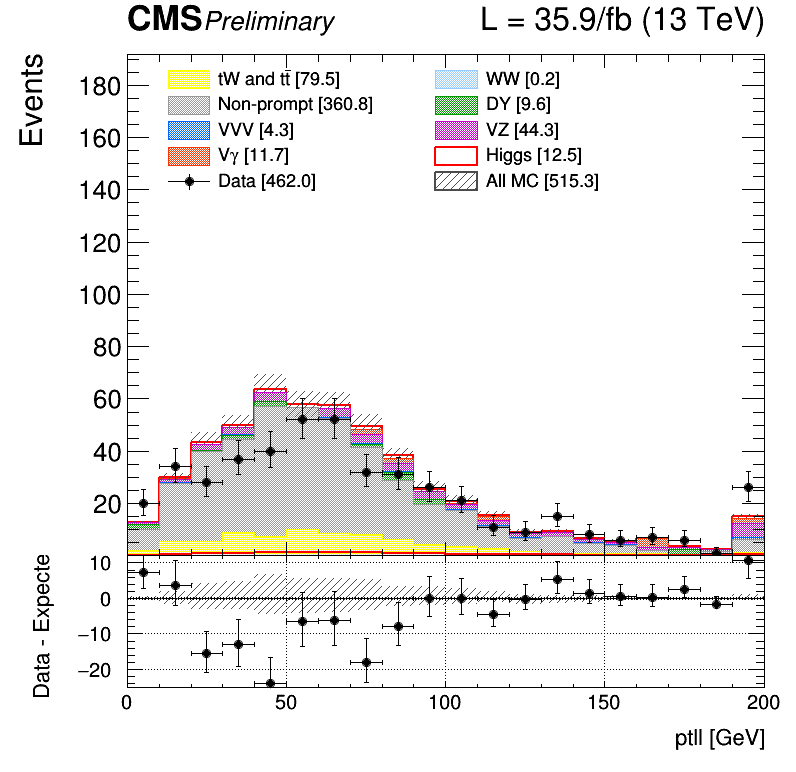 CMS Preliminary L = 35.9/fb (13 TeV)
Events
180
160
140
120
100
80
60
40
20
tW and tt̄ [79.5]
Non-prompt [360.8]
VVV [4.3]
Vγ [11.7]
Data [462.0]
WW [0.2]
DY [9.6]
VZ [44.3]
Higgs [12.5]
All MC [515.3]
Data - Expecte
10
0
−10
−20
0 50 100 150 200
ptll [GeV]